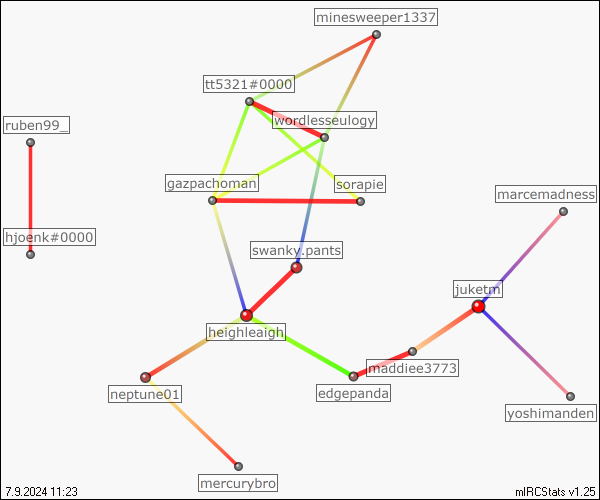 minesweeper1337
tt5321#0000
wordlesseulogy
ruben99_
gazpachoman
sorapie
marcemadness
hjoenk#0000
swanky.pants
juketm
heighleaigh
maddiee3773
neptune01
edgepanda
yoshimanden
mercurybro
7.9.2024 11:23
mIRCStats v1.25